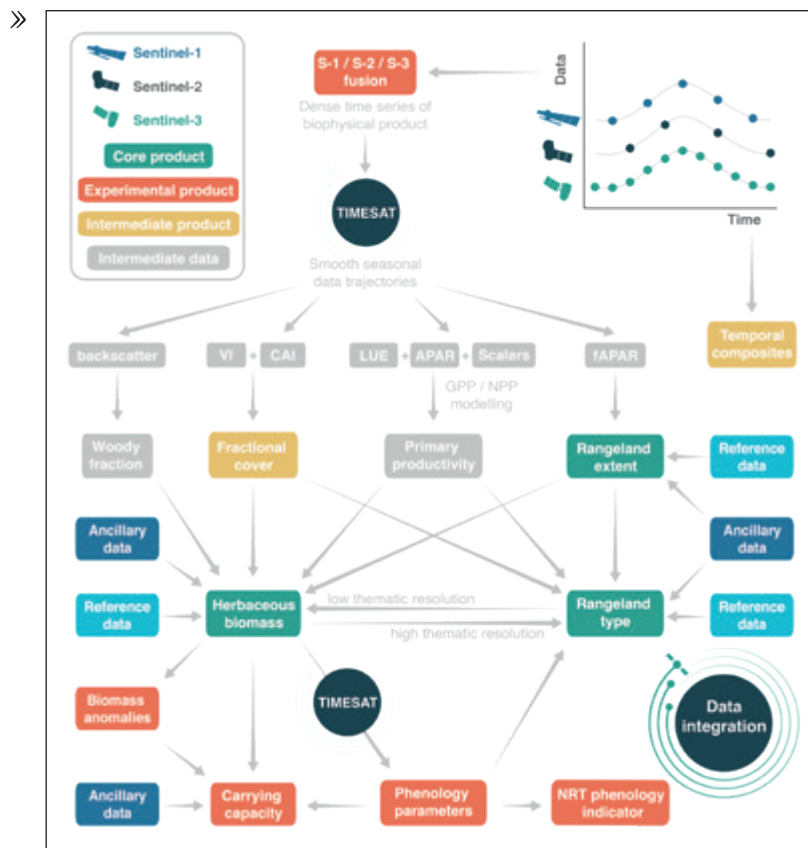 »
Sentinel-1
Sentinel-2
Sentinel-3
Core product
Experimental product
Intermediate product
Intermediate data
S-1 / S-2 / S-3
fusion
Dense time series of
biophysical product
Data
Time
TIMESAT
Smooth seasonal
data trajectories
Temporal
composites
backscatter
VI + CAI
LUE + APAR + Scalars
fAPAR
GPP / NPP
modelling
Woody
fraction
Fractional
cover
Primary
productivity
Rangeland
extent
Reference
data
Ancillary
data
Ancillary
data
Reference
data
Herbaceous
biomass
low thematic resolution
high thematic resolution
Rangeland
type
Reference
data
Biomass
anomalies
TIMESAT
Data
integration
Ancillary
data
Carrying
capacity
Phenology
parameters
NRT phenology
indicator